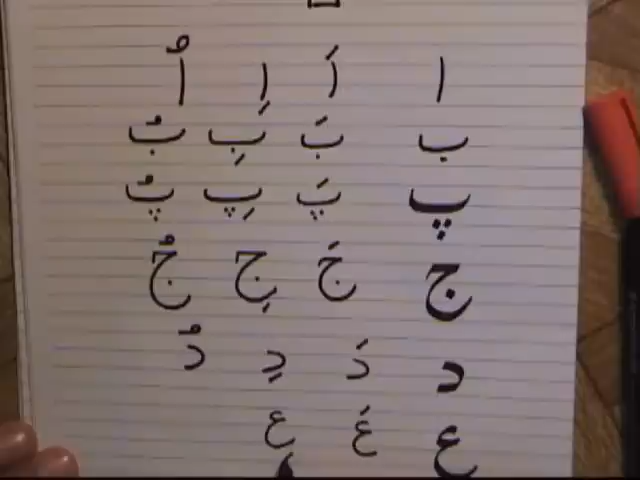 ا اَ اِ اُ
ب بَ بِ بُ
پ پَ پِ پُ
ج جَ جِ جُ
د دَ دِ دُ
ع عَ عِ